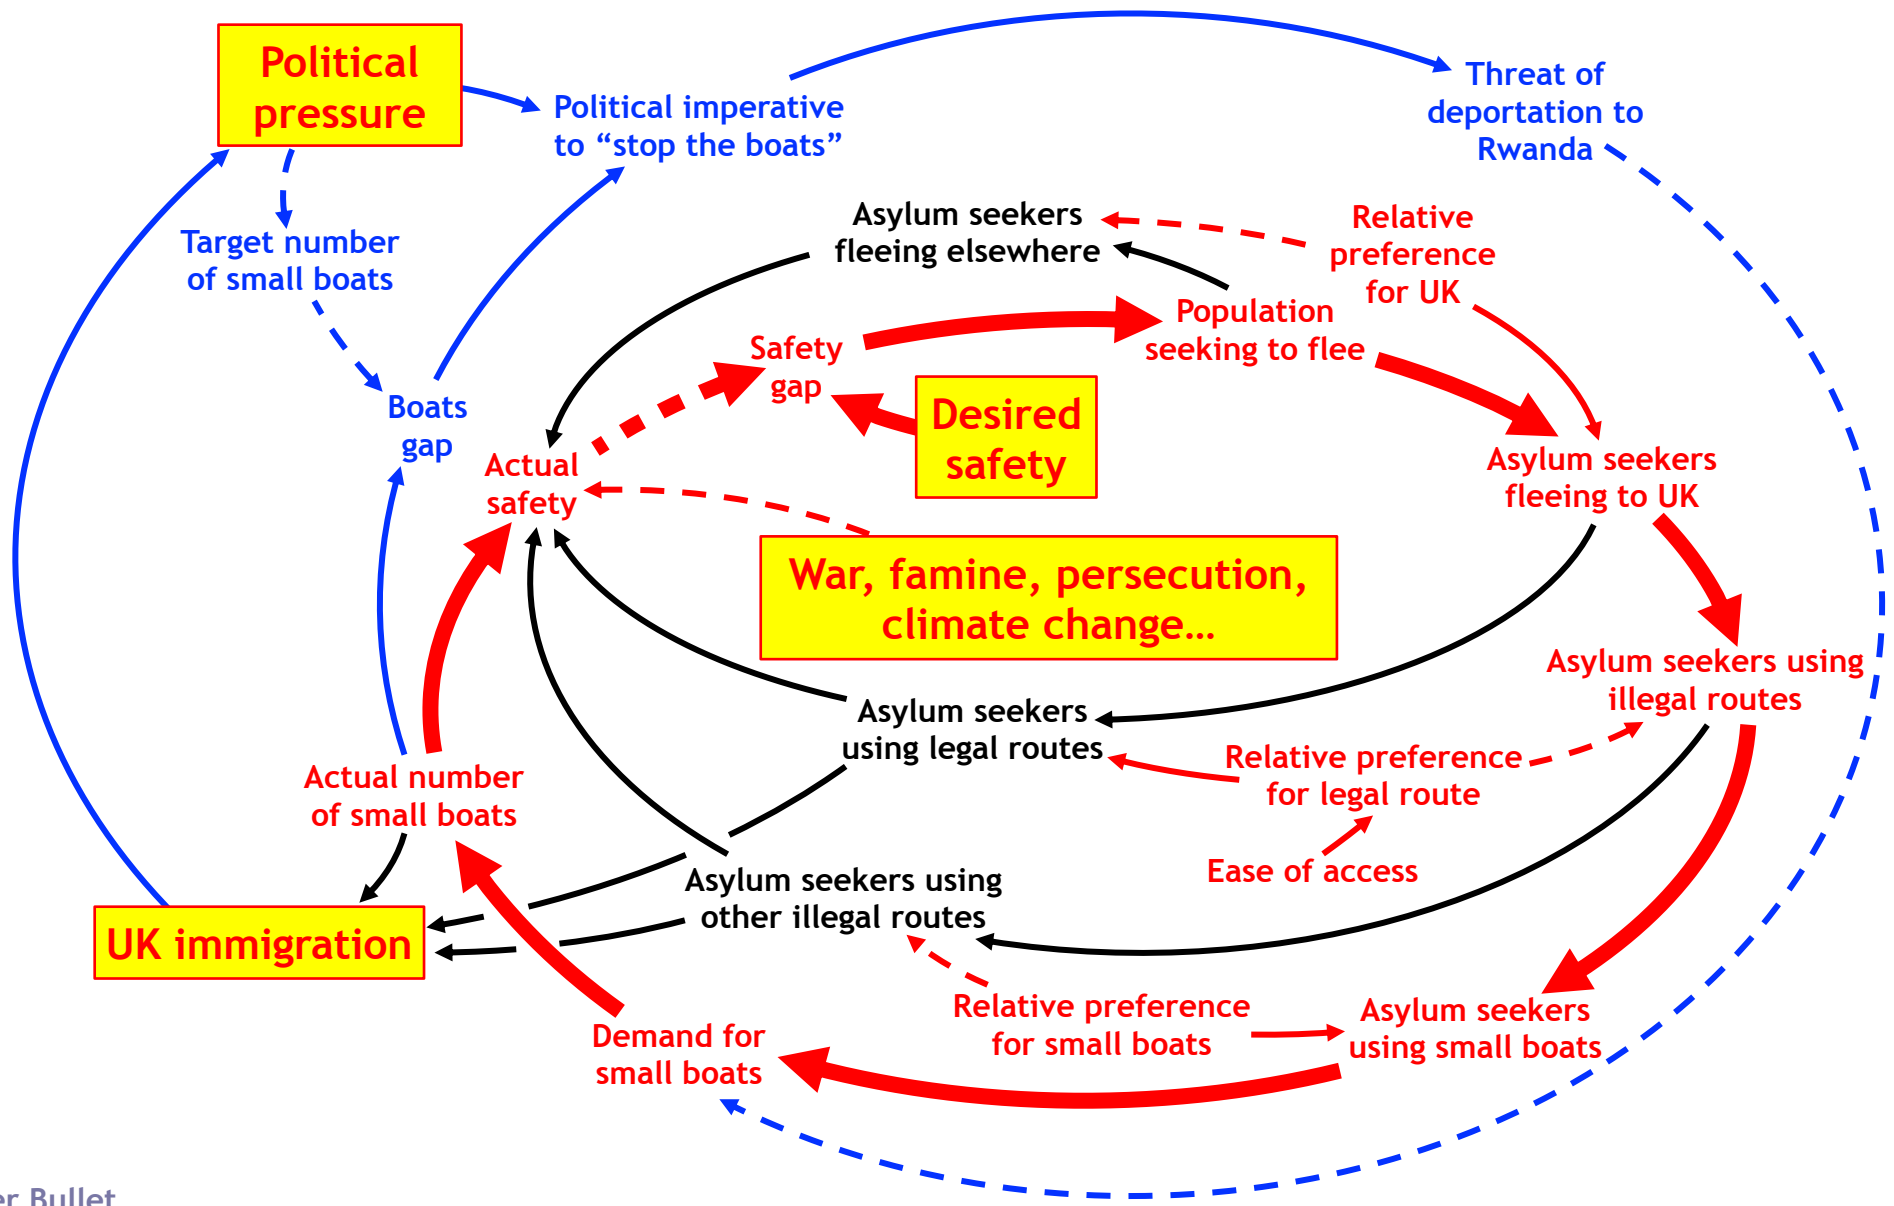 Political
pressure
Political imperative
to “stop the boats”
Threat of
deportation to
Rwanda
Target number
of small boats
Asylum seekers
fleeing elsewhere
Relative
preference
for UK
Population
seeking to flee
Safety
gap
Desired
safety
Boats
gap
Actual
safety
Asylum seekers
fleeing to UK
War, famine, persecution,
climate change…
Asylum seekers using
illegal routes
Asylum seekers
using legal routes
Relative preference
for legal route
Actual number
of small boats
Ease of access
Asylum seekers using
other illegal routes
UK immigration
Relative preference
for small boats
Asylum seekers
using small boats
Demand for
small boats
Bullet